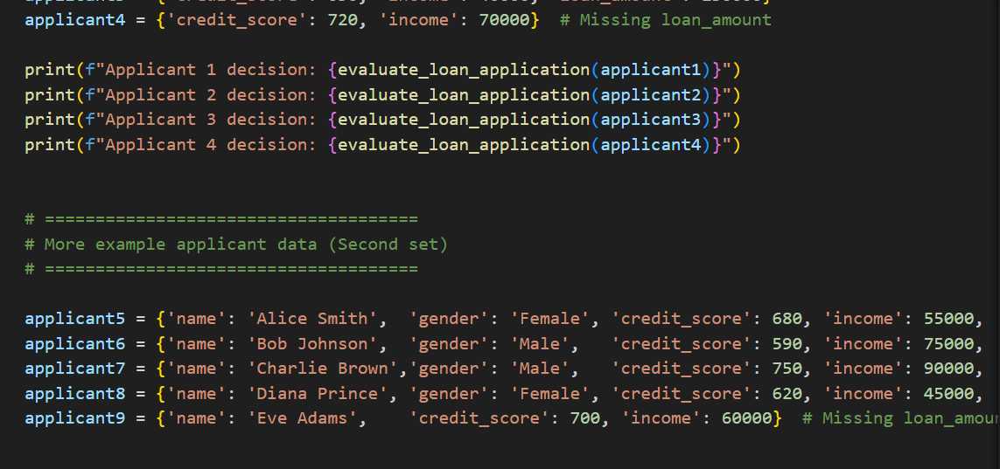 applicant4 = {'credit_score': 720, 'income': 70000}  # Missing loan_amount
print(f"Applicant 1 decision: {evaluate_loan_application(applicant1)}")
print(f"Applicant 2 decision: {evaluate_loan_application(applicant2)}")
print(f"Applicant 3 decision: {evaluate_loan_application(applicant3)}")
print(f"Applicant 4 decision: {evaluate_loan_application(applicant4)}")
# =====================================
# More example applicant data (Second set)
# =====================================
applicant5 = {'name': 'Alice Smith',  'gender': 'Female', 'credit_score': 680, 'income': 55000,
applicant6 = {'name': 'Bob Johnson',  'gender': 'Male',   'credit_score': 590, 'income': 75000,
applicant7 = {'name': 'Charlie Brown','gender': 'Male',   'credit_score': 750, 'income': 90000,
applicant8 = {'name': 'Diana Prince', 'gender': 'Female', 'credit_score': 620, 'income': 45000,
applicant9 = {'name': 'Eve Adams',    'credit_score': 700, 'income': 60000}  # Missing loan_amou